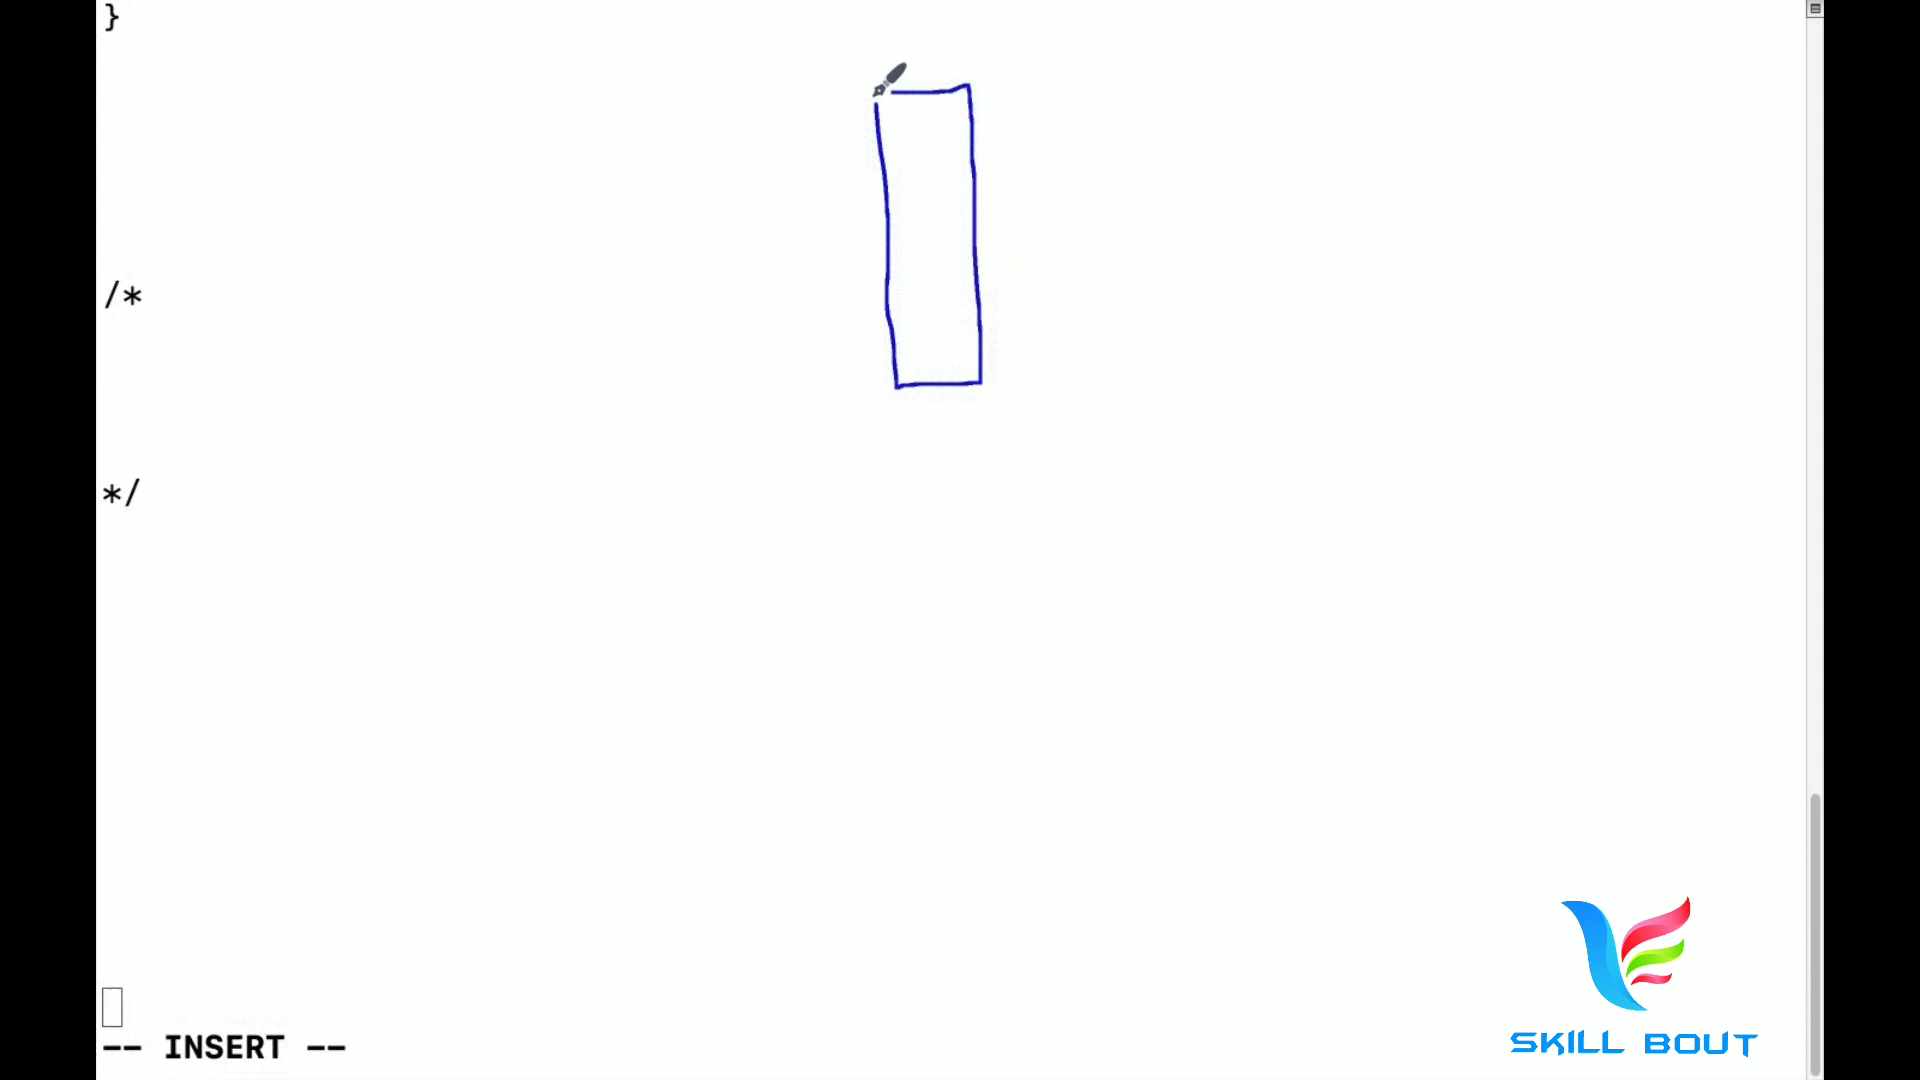 }
/*
*/
-- INSERT --
SKILL BOUT